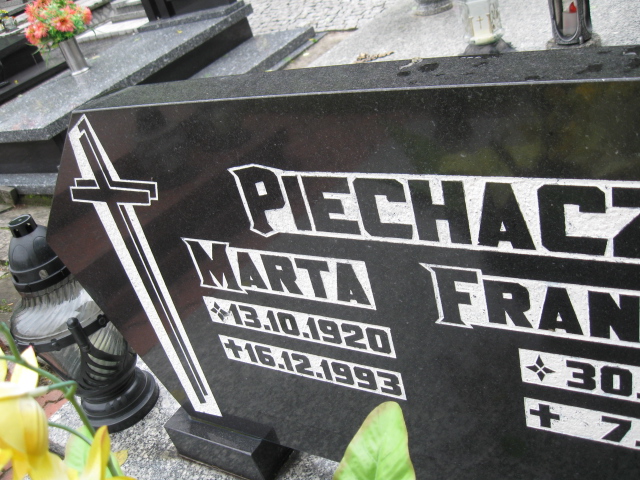 PIECHACZ
MARTA FRAN
13.10.1920 30.
16.12.1993 7.